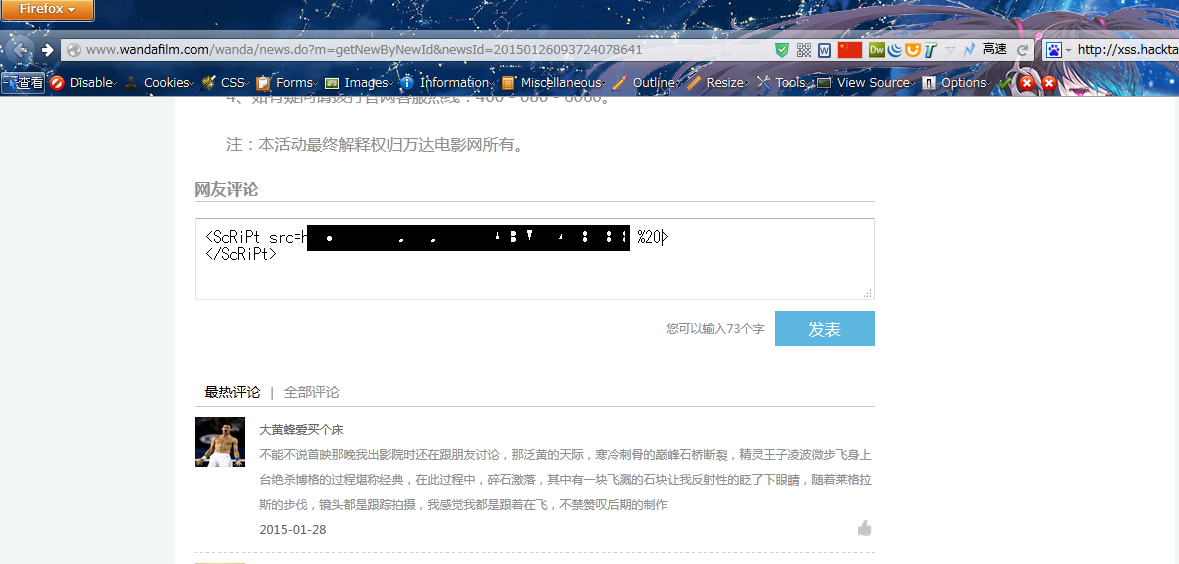 Firefox
www.wandafilm.com/wanda/news.do?m=getNewByNewId&newsId=20150126093724078641
高速
http://xss.hackta
查看 Disable Cookies CSS Forms Images Information Miscellaneous Outline Resize Tools View Source Options
4、如有疑问请拨打官网客服热线：400-080-6060。
注：本活动最终解释权归万达电影网所有。
网友评论
<ScRiPt src=h %20>
</ScRiPt>
您可以输入73个字
发表
最热评论 | 全部评论
大黄蜂爱买个床
不能不说首映那晚我出影院时还在跟朋友讨论，那泛黄的天际，寒冷刺骨的巅峰石桥断裂，精灵王子凌波微步飞身上
台绝杀博格的过程堪称经典，在此过程中，碎石激落，其中有一块飞溅的石块让我反射性的眨了下眼睛，随着莱格拉
斯的步伐，镜头都是跟踪拍摄，我感觉我都是跟着在飞，不禁赞叹后期的制作
2015-01-28